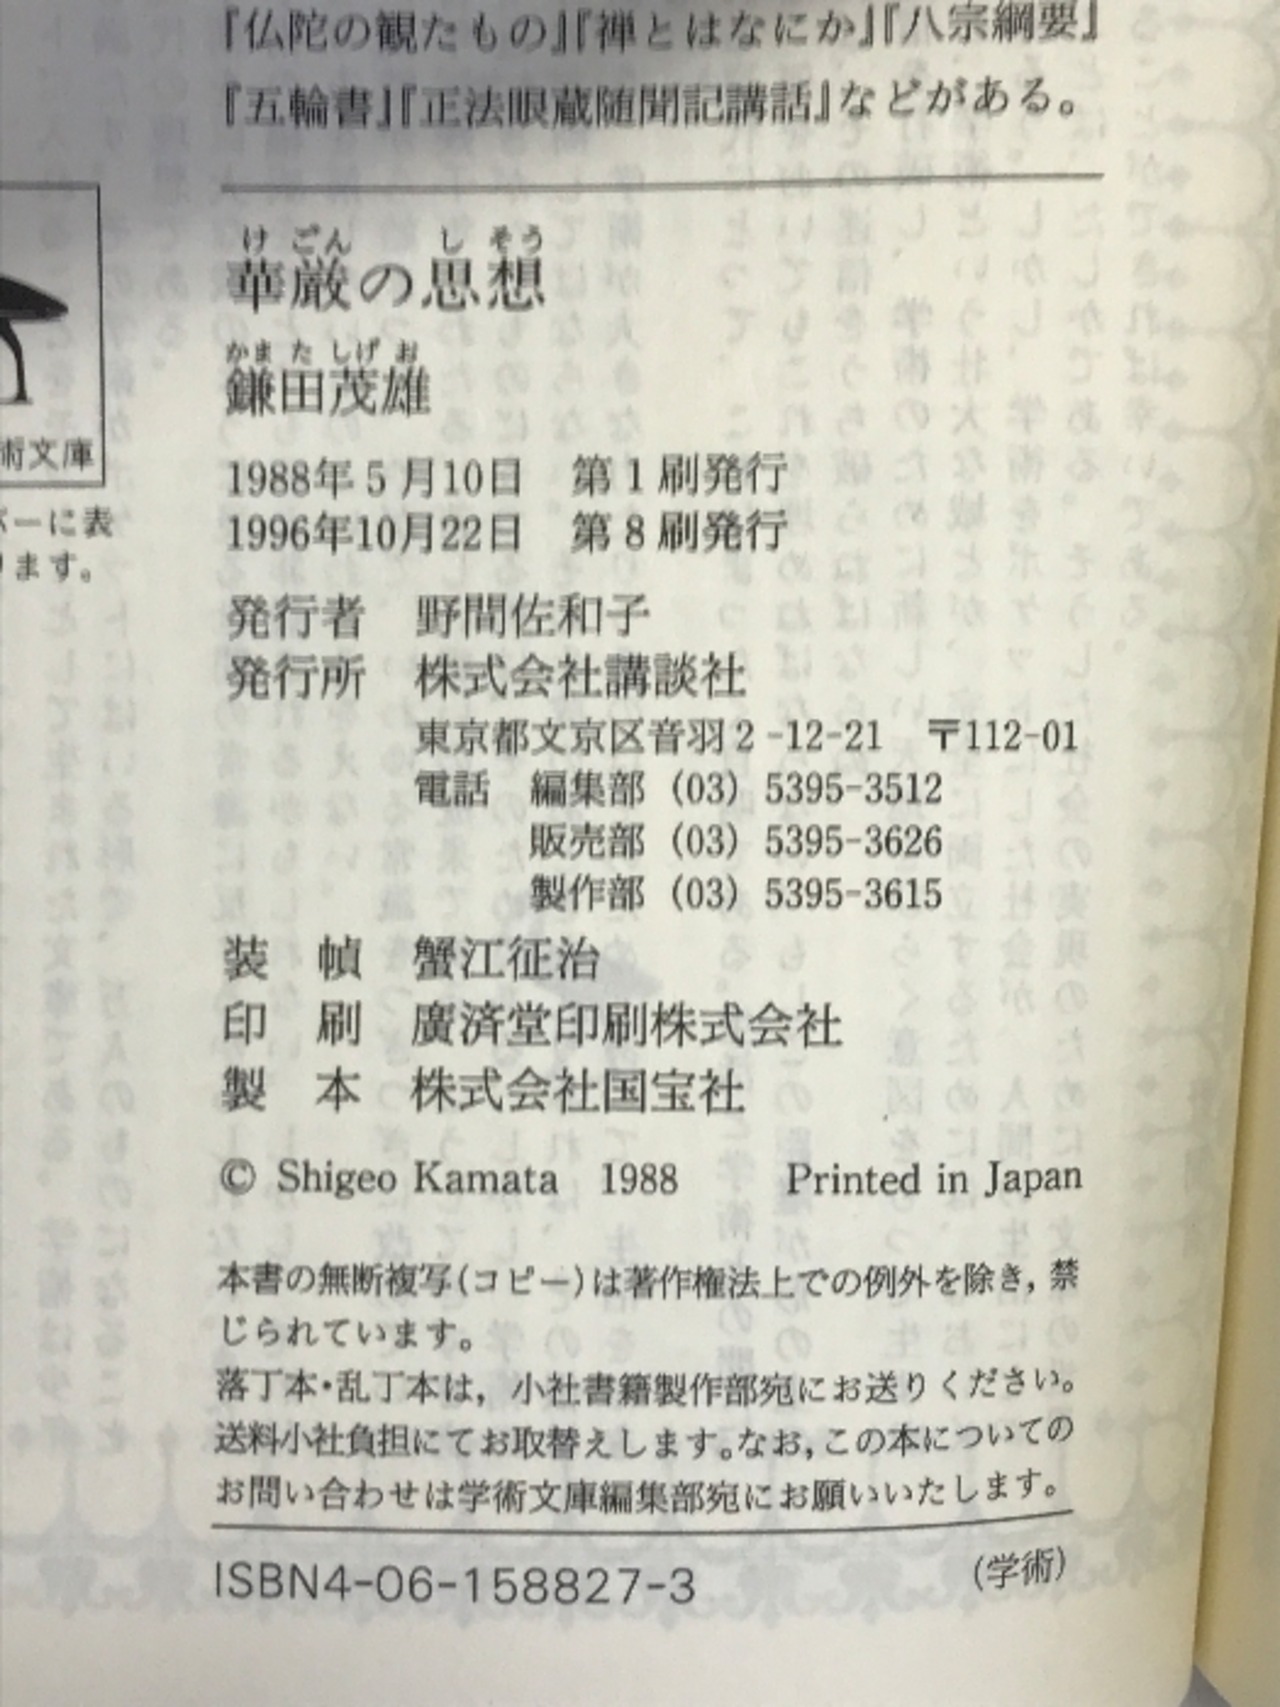 『仏陀の観たもの』『禅とはなにか』『八宗綱要』
『五輪書』『正法眼蔵随聞記講話』などがある。
術文庫
バーに表
ります。
けごん しそう
華厳の思想
かま た しげ お
鎌田茂雄
1988年5月10日 第1刷発行
1996年10月22日 第8刷発行
発行者 野間佐和子
発行所 株式会社講談社
東京都文京区音羽2-12-21 〒112-01
電話 編集部 (03) 5395-3512
販売部 (03) 5395-3626
製作部 (03) 5395-3615
装 幀 蟹江征治
印 刷 廣済堂印刷株式会社
製 本 株式会社国宝社
© Shigeo Kamata 1988 Printed in Japan
本書の無断複写(コピー)は著作権法上での例外を除き, 禁
じられています。
落丁本・乱丁本は, 小社書籍製作部宛にお送りください。
送料小社負担にてお取替えします。なお, この本についての
お問い合わせは学術文庫編集部宛にお願いいたします。
ISBN4-06-158827-3 (学術)